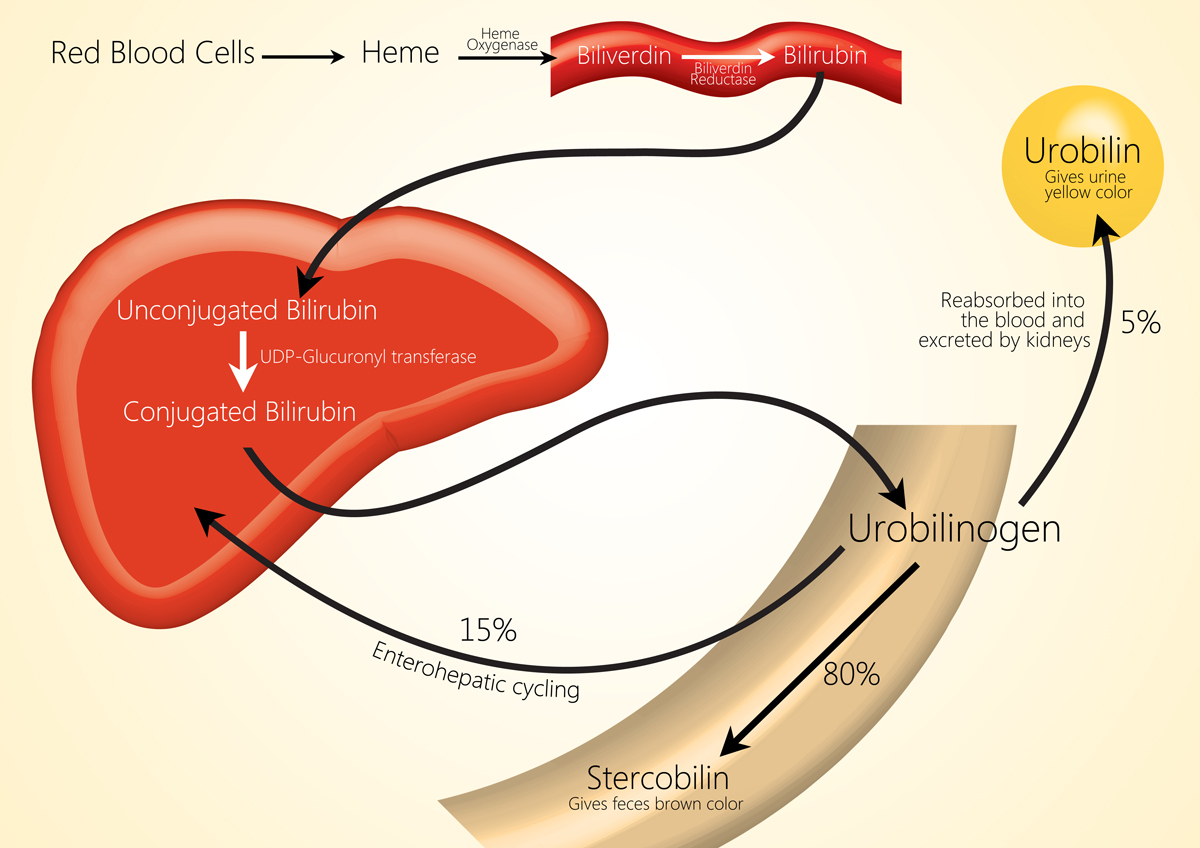 Red Blood Cells
Heme
Heme
Oxygenase
Biliverdin
Biliverdin
Reductase
Bilirubin
Urobilin
Gives urine
yellow color
Unconjugated Bilirubin
UDP-Glucuronyl transferase
Conjugated Bilirubin
Reabsorbed into
the blood and
excreted by kidneys
5%
Urobilinogen
15%
Enterohepatic cycling
80%
Stercobilin
Gives feces brown color